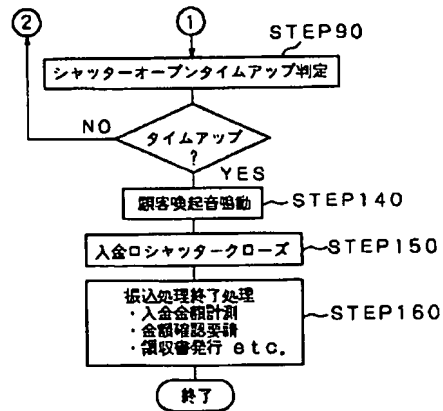 ② ①
STEP90
シャッターオープンタイムアップ判定
NO
タイムアップ
?
YES
顧客喚起音鳴動
STEP140
入金口シャッタークローズ
STEP150
振込処理終了処理
・入金金額計測
・金額確認要請
・領収書発行 etc.
STEP160
終了